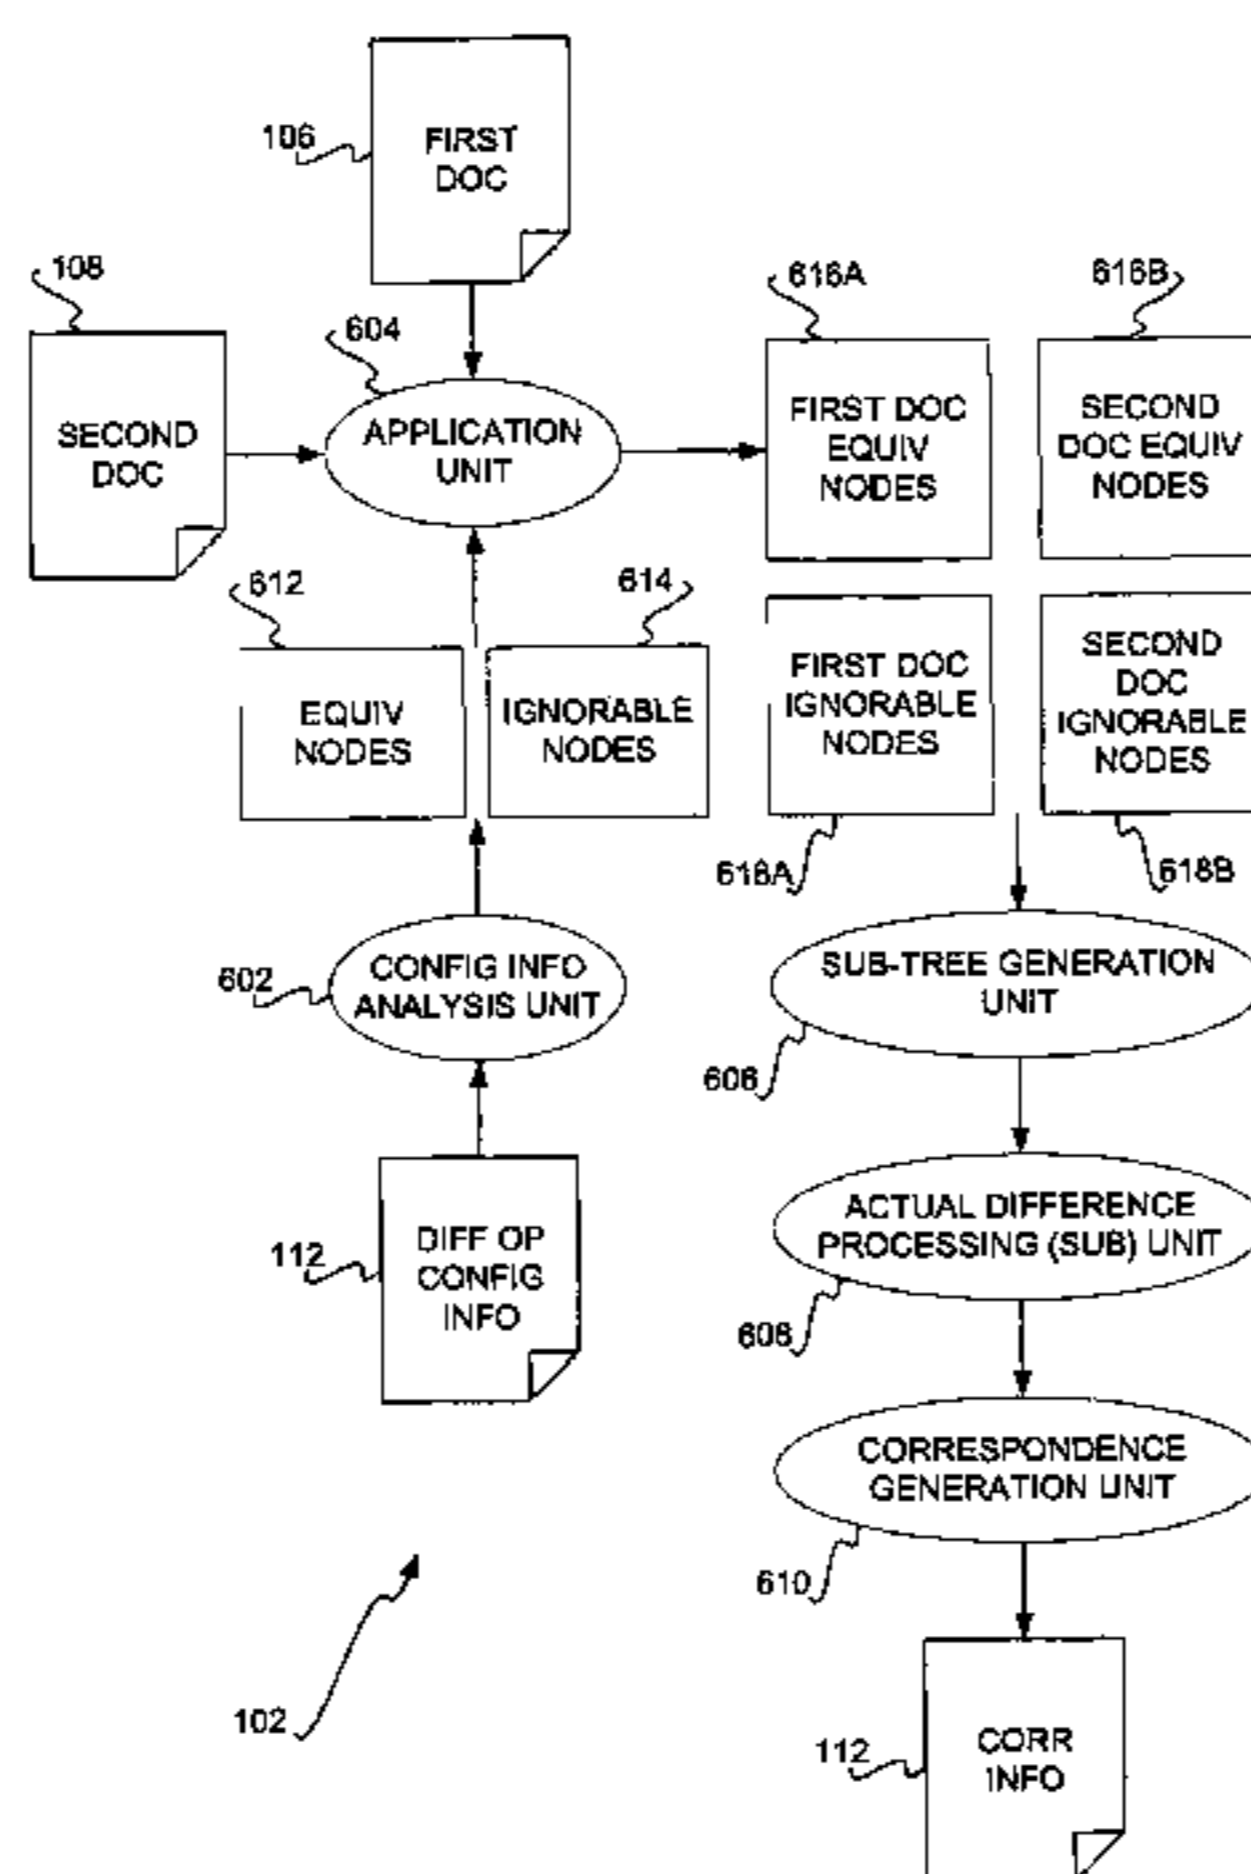 106
FIRST
DOC
108
SECOND
DOC
604
APPLICATION
UNIT
616A
FIRST DOC
EQUIV
NODES
616B
SECOND
DOC EQUIV
NODES
612
EQUIV
NODES
614
IGNORABLE
NODES
FIRST DOC
IGNORABLE
NODES
618A
SECOND
DOC
IGNORABLE
NODES
618B
602
CONFIG INFO
ANALYSIS UNIT
SUB-TREE GENERATION
UNIT
606
112
DIFF OP
CONFIG
INFO
ACTUAL DIFFERENCE
PROCESSING (SUB) UNIT
608
CORRESPONDENCE
GENERATION UNIT
610
102
112
CORR
INFO